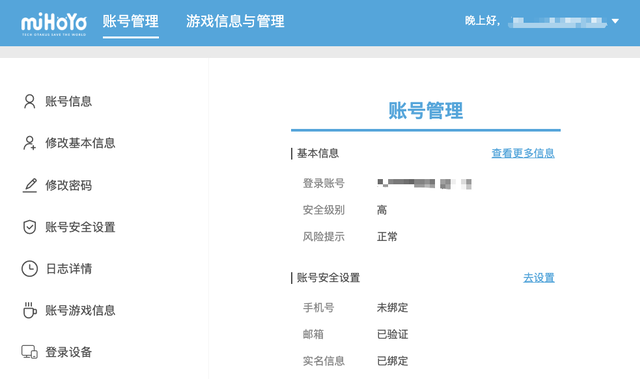 miHoYo
TECH OTAKUS SAVE THE WORLD
账号管理
游戏信息与管理
晚上好，
账号信息
修改基本信息
修改密码
账号安全设置
日志详情
账号游戏信息
登录设备
账号管理
基本信息 查看更多信息
登录账号
安全级别 高
风险提示 正常
账号安全设置 去设置
手机号 未绑定
邮箱 已验证
实名信息 已绑定